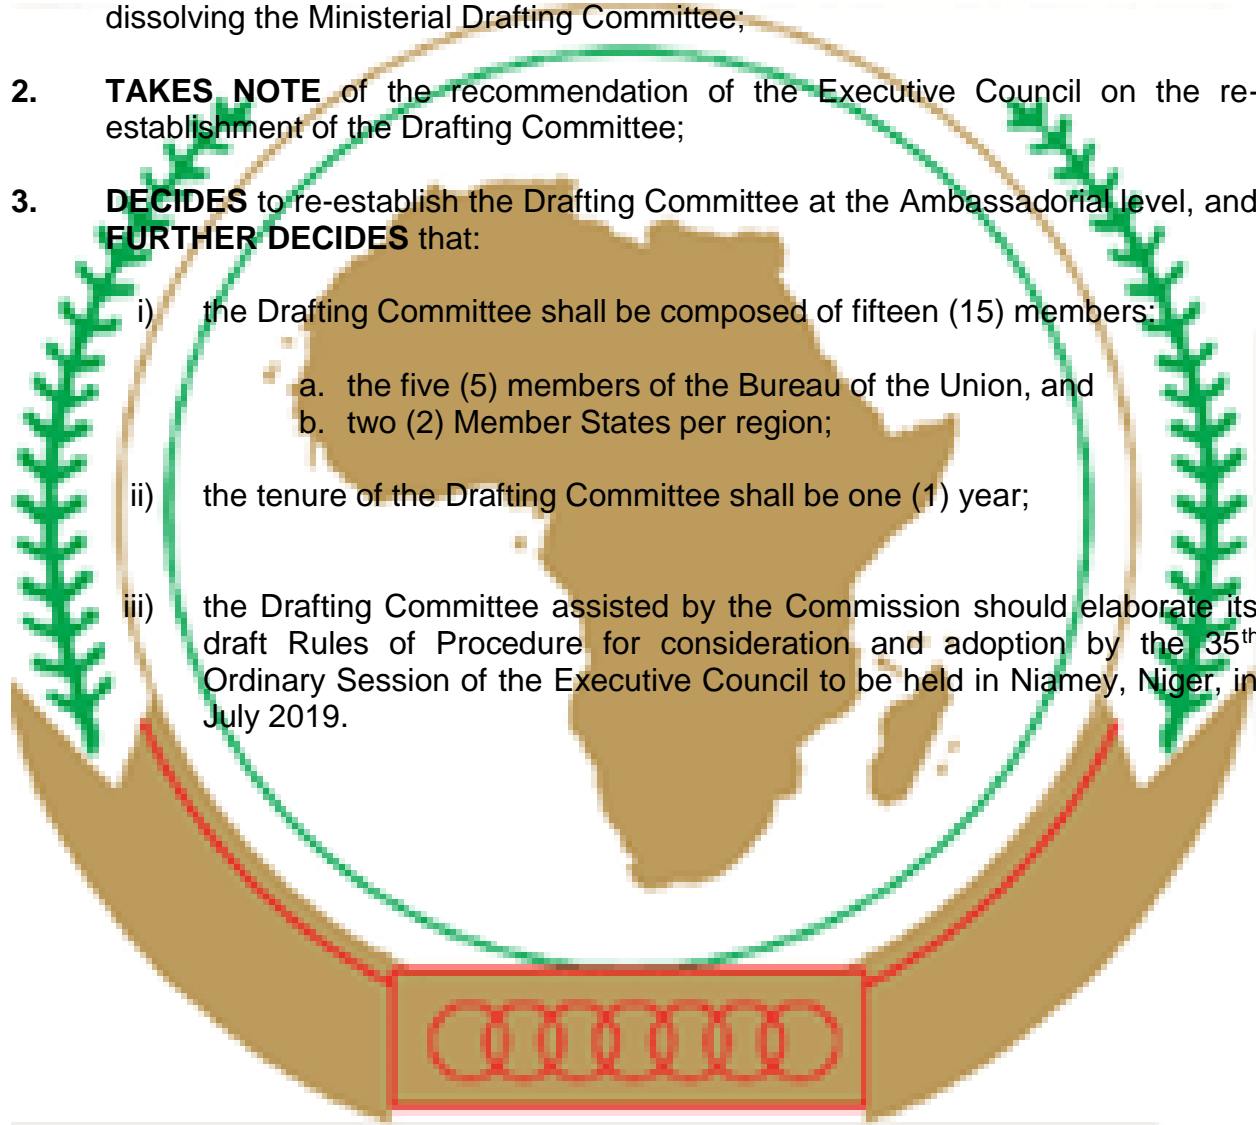 dissolving the Ministerial Drafting Committee;
2. TAKES NOTE of the recommendation of the Executive Council on the re-
establishment of the Drafting Committee;
3. DECIDES to re-establish the Drafting Committee at the Ambassadorial level, and
FURTHER DECIDES that:
i) the Drafting Committee shall be composed of fifteen (15) members:
a. the five (5) members of the Bureau of the Union, and
b. two (2) Member States per region;
ii) the tenure of the Drafting Committee shall be one (1) year;
iii) the Drafting Committee assisted by the Commission should elaborate its
draft Rules of Procedure for consideration and adoption by the 35th
Ordinary Session of the Executive Council to be held in Niamey, Niger, in
July 2019.